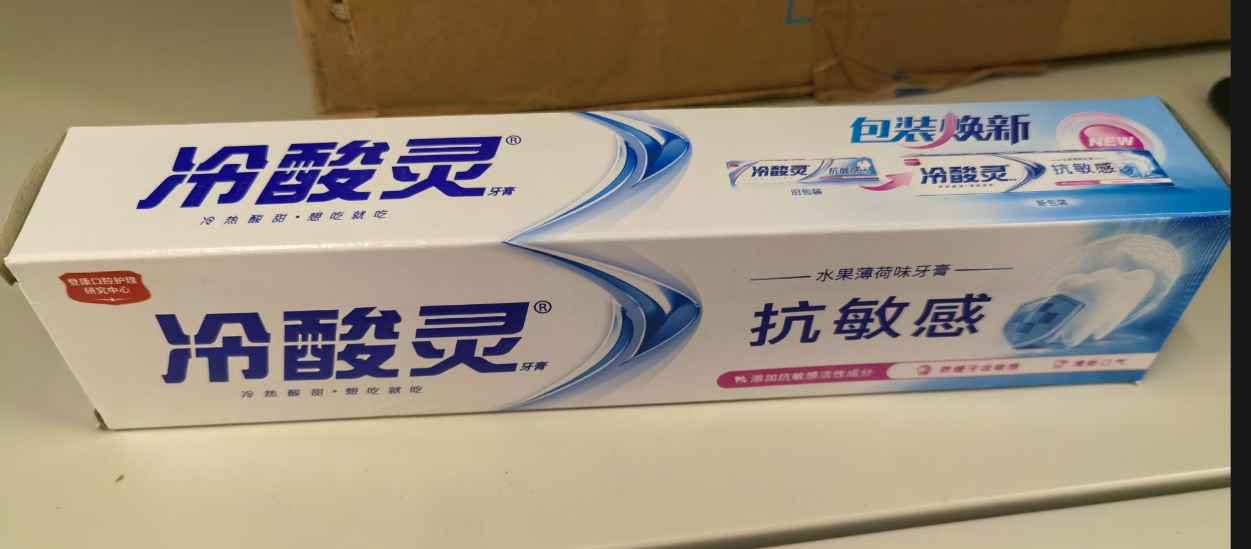 冷酸灵®
牙膏
冷热酸甜·想吃就吃
包装焕新
NEW
冷酸灵
抗敏感
旧包装
冷酸灵
抗敏感
新包装
登康口腔护理
研究中心
冷酸灵®
牙膏
冷热酸甜·想吃就吃
水果薄荷味牙膏
抗敏感
添加抗敏感活性成分
舒缓牙齿敏感
清新口气